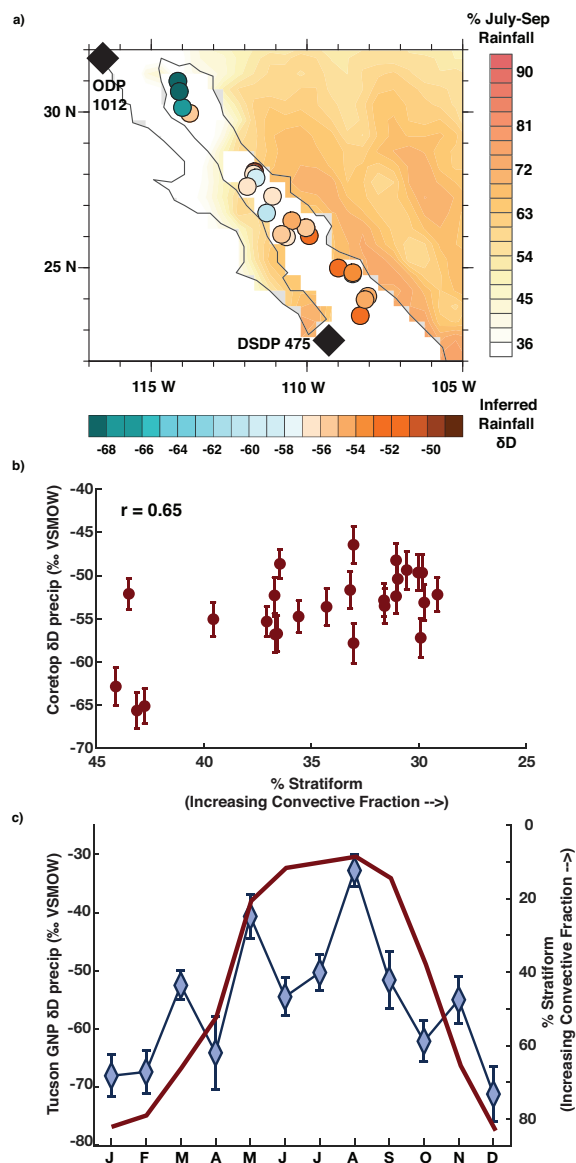 a)
% July-Sep
Rainfall
ODP
1012
30 N
25 N
DSDP 475
115 W
110 W
105 W
90
81
72
63
54
45
36
-68
-66
-64
-62
-60
-58
-56
-54
-52
-50
Inferred
Rainfall
δD
b)
r = 0.65
Coretop δD precip (‰ VSMOW)
-40
-45
-50
-55
-60
-65
-70
45
40
35
30
25
% Stratiform
(Increasing Convective Fraction -->)
c)
Tucson GNP δD precip (‰ VSMOW)
-30
-40
-50
-60
-70
-80
0
20
40
60
80
% Stratiform
(Increasing Convective Fraction -->)
J F M A M J J A S O N D